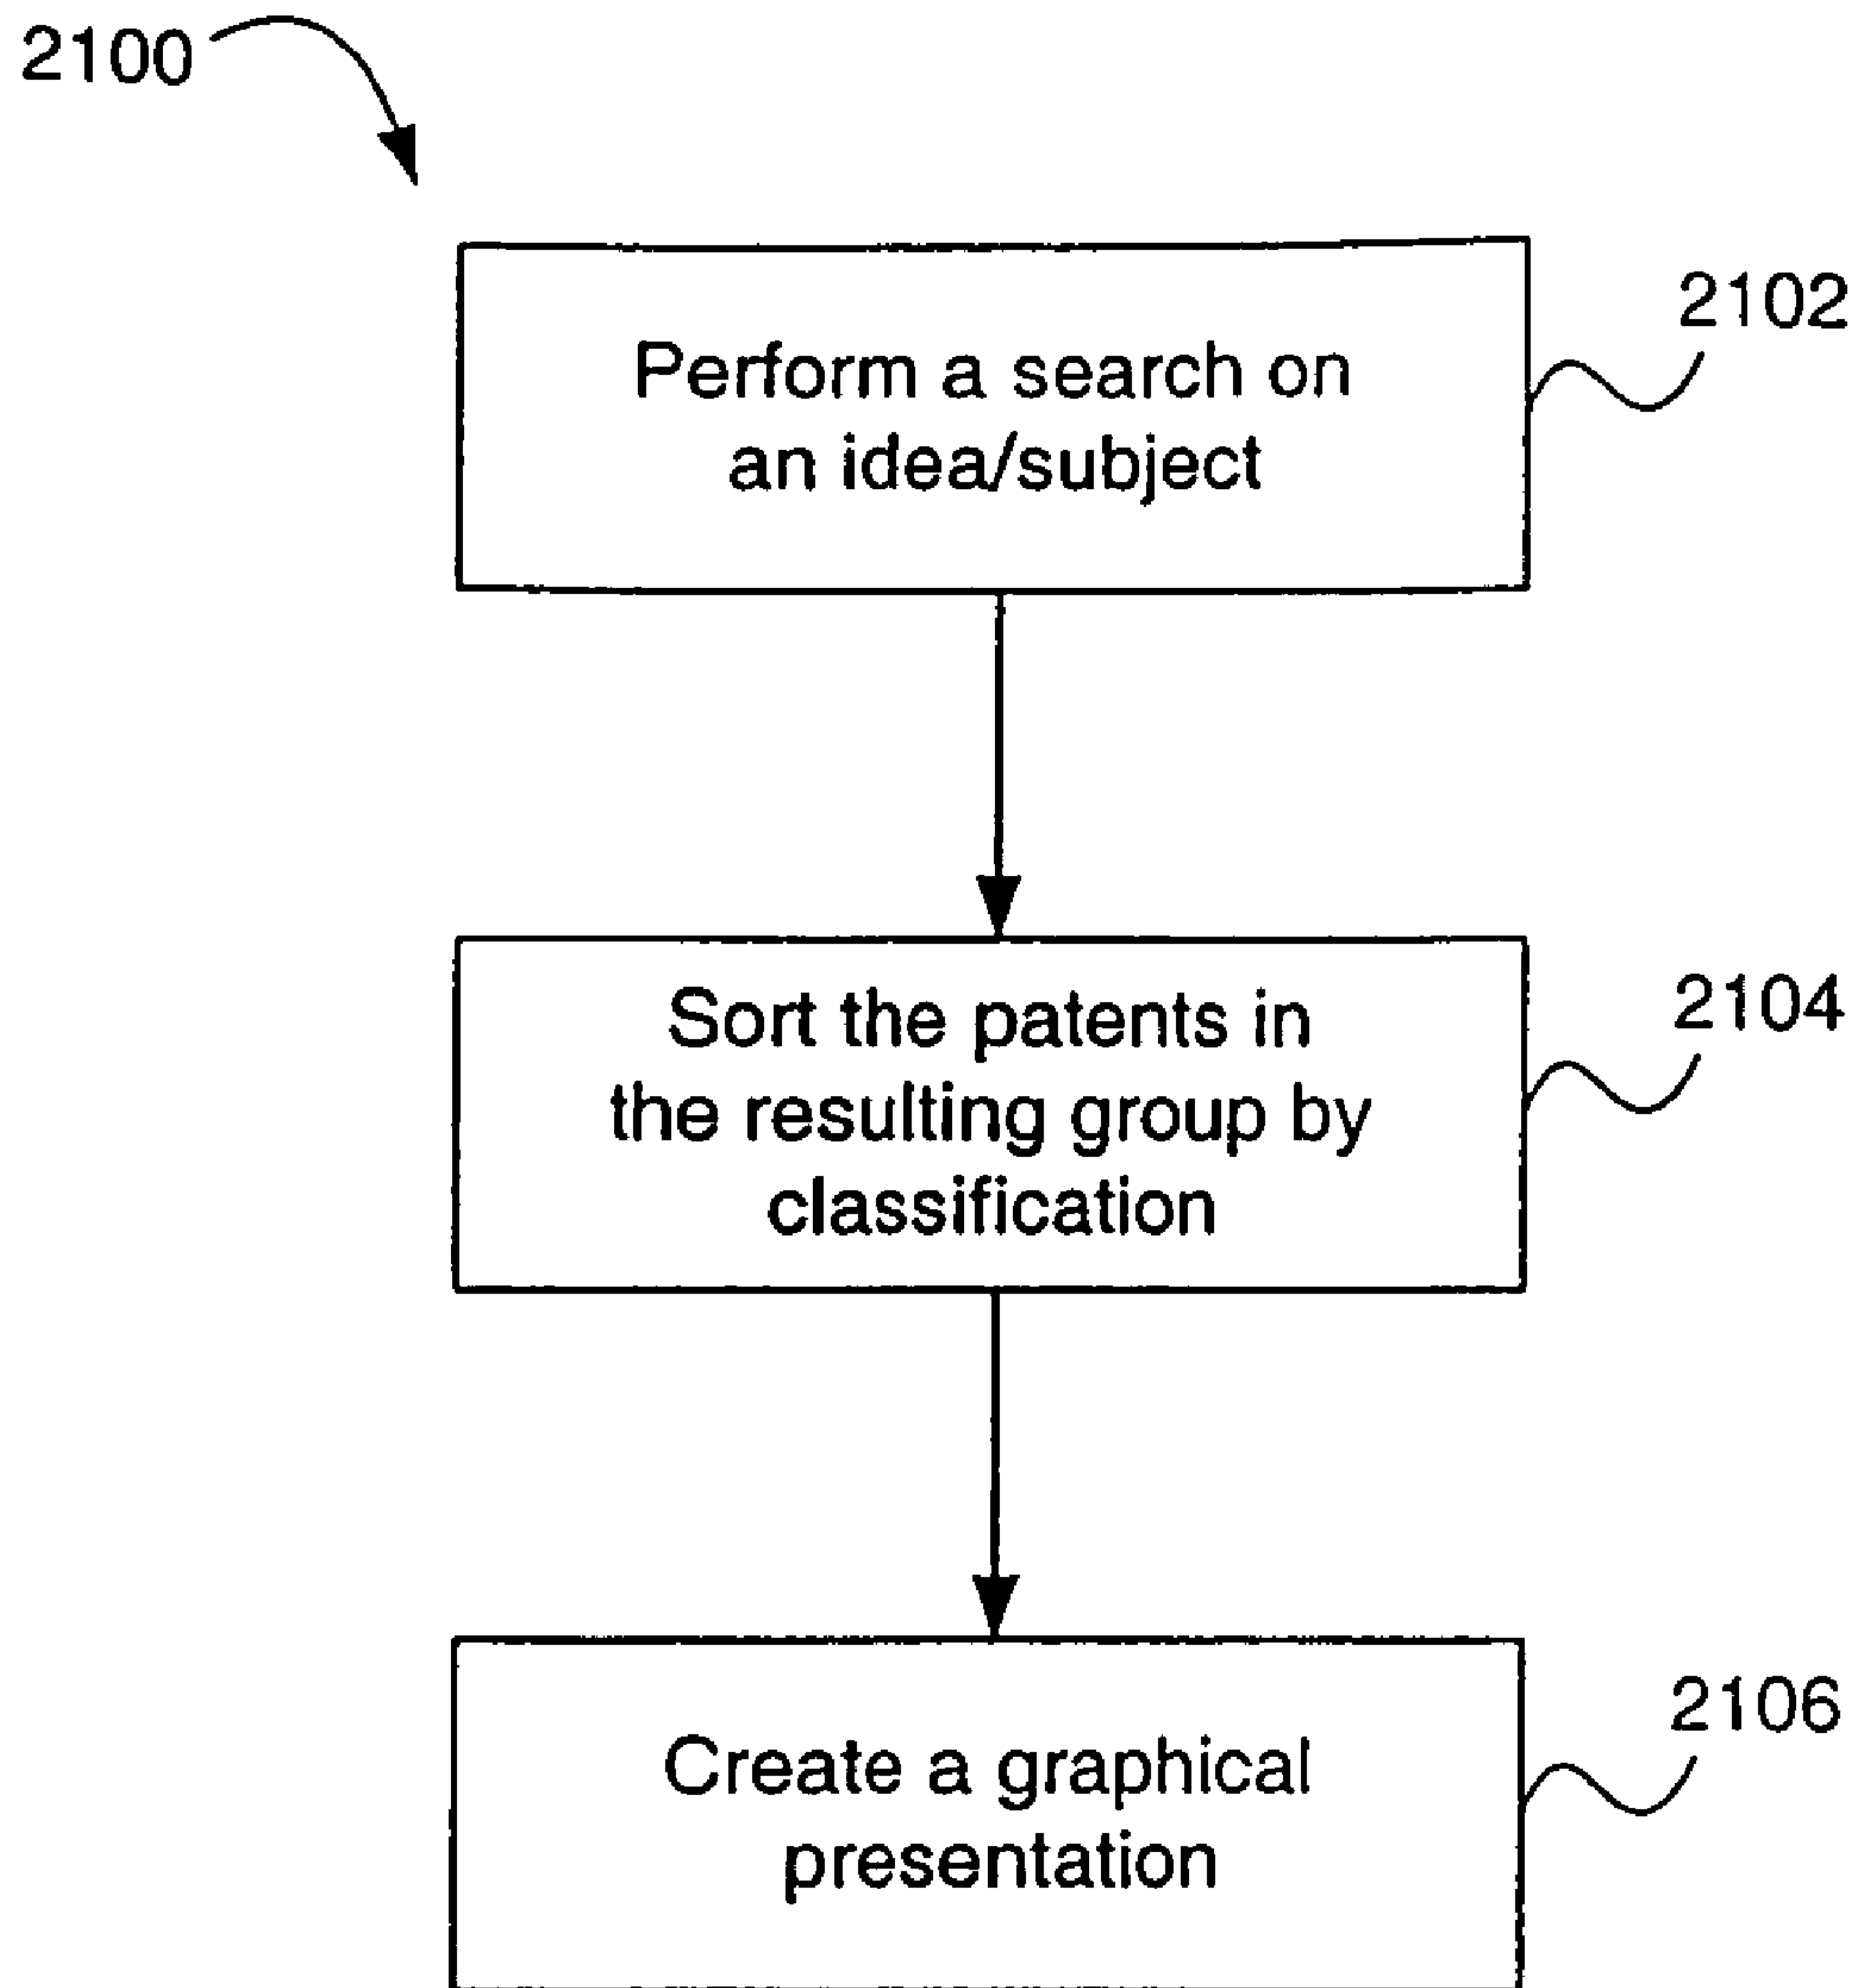 2100
2102
Perform a search on
an idea/subject
2104
Sort the patents in
the resulting group by
classification
2106
Create a graphical
presentation